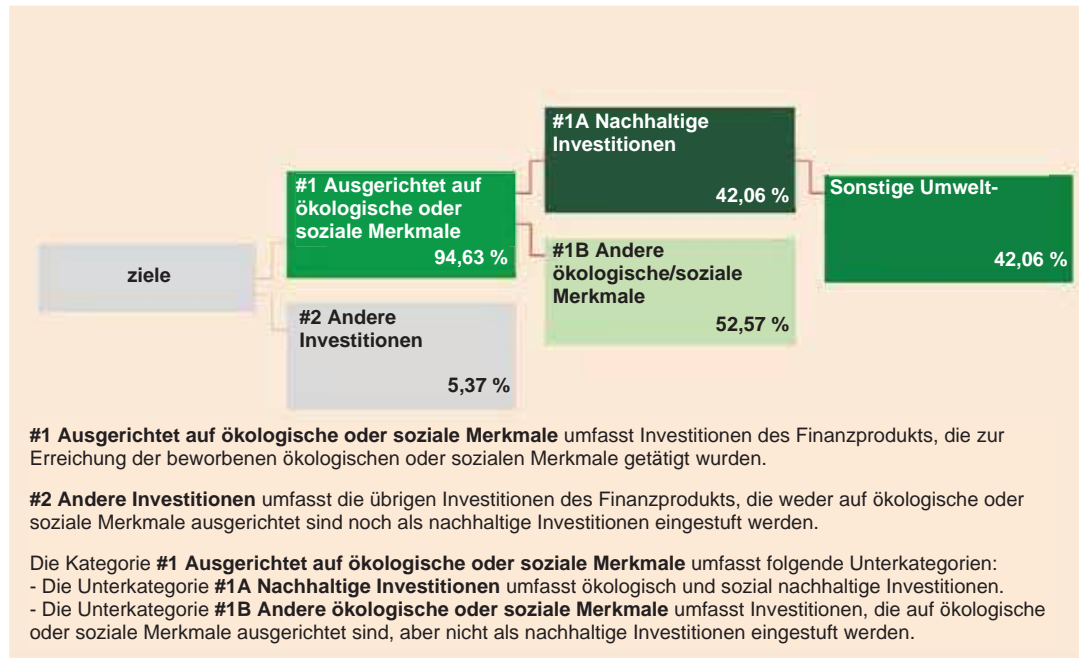 ziele
#1 Ausgerichtet auf
ökologische oder
soziale Merkmale
94,63 %
#2 Andere
Investitionen
5,37 %
#1A Nachhaltige
Investitionen
42,06 %
#1B Andere
ökologische/soziale
Merkmale
52,57 %
Sonstige Umwelt-
42,06 %
#1 Ausgerichtet auf ökologische oder soziale Merkmale umfasst Investitionen des Finanzprodukts, die zur
Erreichung der beworbenen ökologischen oder sozialen Merkmale getätigt wurden.
#2 Andere Investitionen umfasst die übrigen Investitionen des Finanzprodukts, die weder auf ökologische oder
soziale Merkmale ausgerichtet sind noch als nachhaltige Investitionen eingestuft werden.
Die Kategorie #1 Ausgerichtet auf ökologische oder soziale Merkmale umfasst folgende Unterkategorien:
- Die Unterkategorie #1A Nachhaltige Investitionen umfasst ökologisch und sozial nachhaltige Investitionen.
- Die Unterkategorie #1B Andere ökologische oder soziale Merkmale umfasst Investitionen, die auf ökologische
oder soziale Merkmale ausgerichtet sind, aber nicht als nachhaltige Investitionen eingestuft werden.